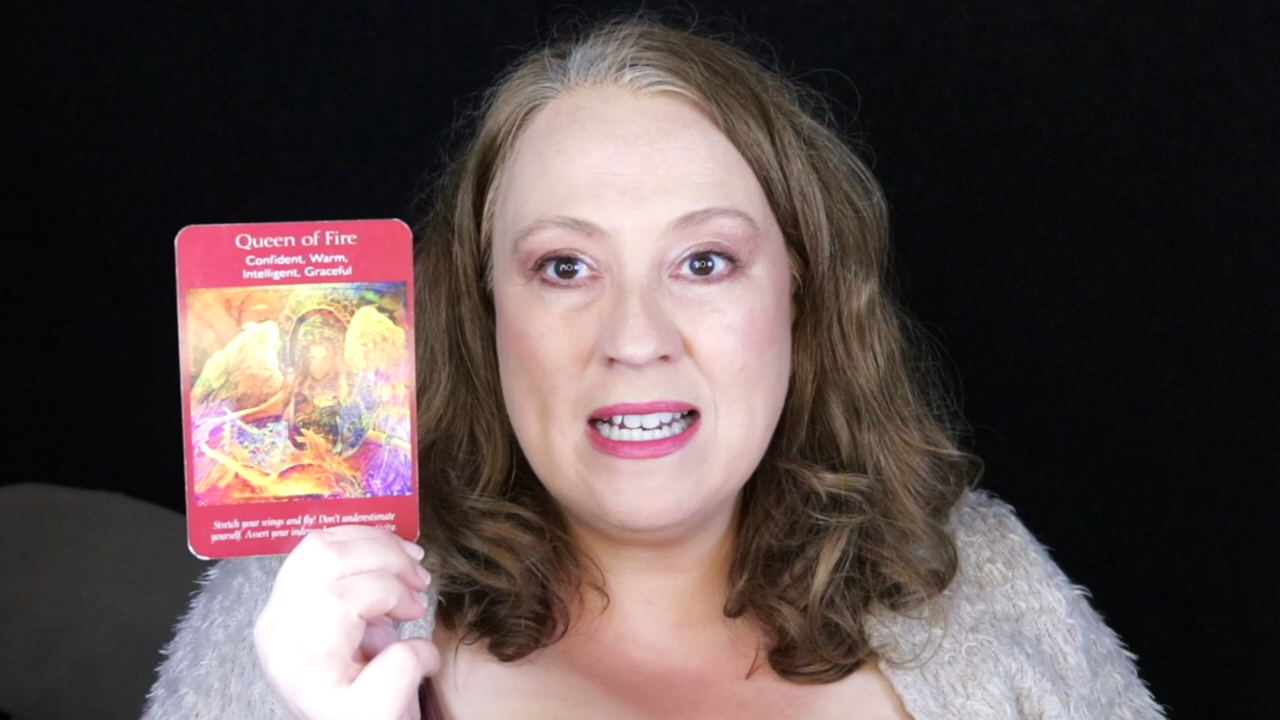 Queen of Fire
Confident, Warm,
Intelligent, Graceful
Stretch your wings and fly! Don't underestimate
yourself. Assert your